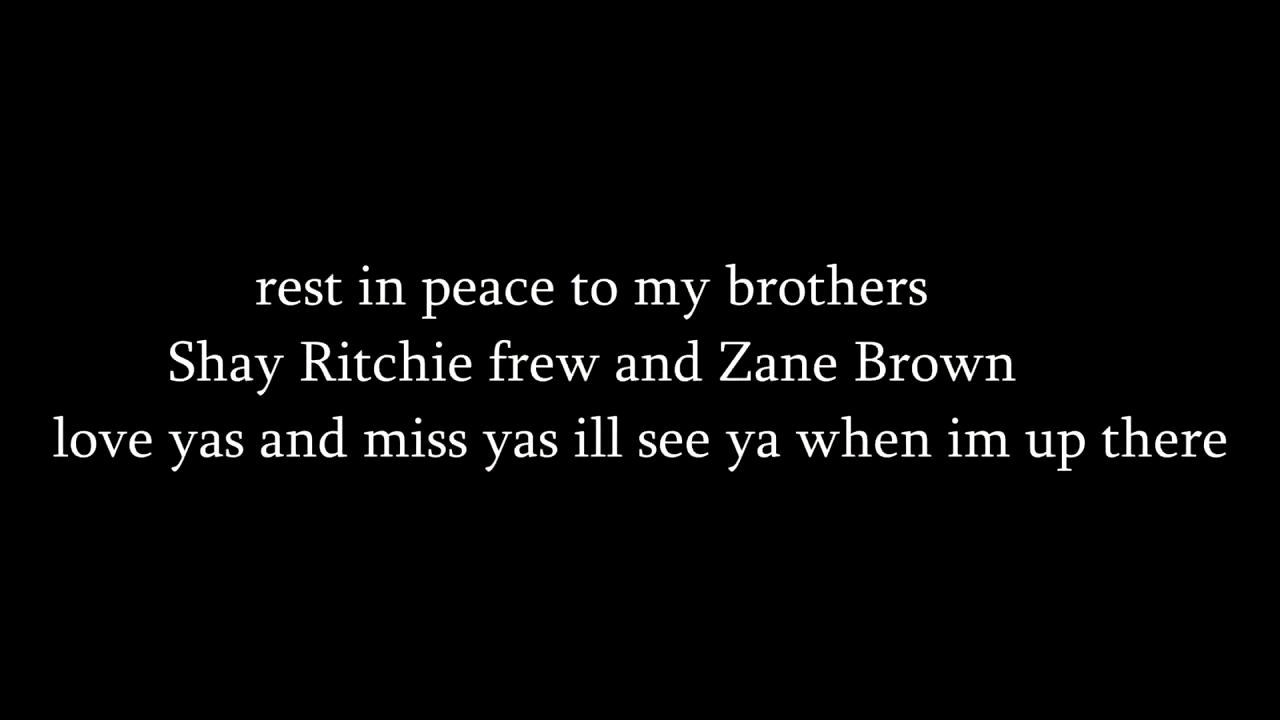 rest in peace to my brothers
Shay Ritchie frew and Zane Brown
love yas and miss yas ill see ya when im up there